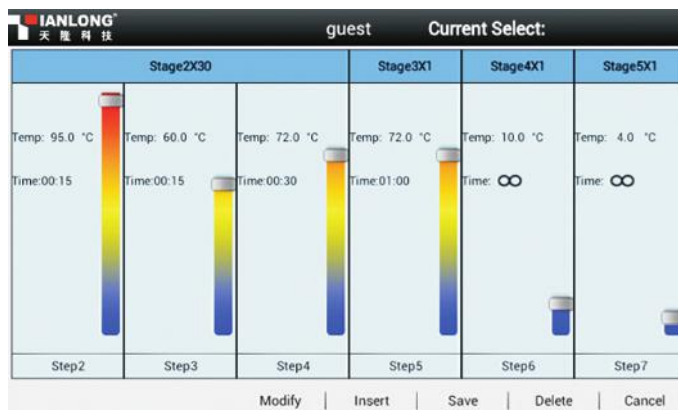 TIANLONG®
天隆科技
guest Current Select:
Stage2X30 Stage3X1 Stage4X1 Stage5X1
Temp: 95.0 °C Temp: 60.0 °C Temp: 72.0 °C Temp: 72.0 °C Temp: 10.0 °C Temp: 4.0 °C
Time:00:15 Time:00:15 Time:00:30 Time:01:00 Time: ∞ Time: ∞
Step2 Step3 Step4 Step5 Step6 Step7
Modify | Insert | Save | Delete | Cancel